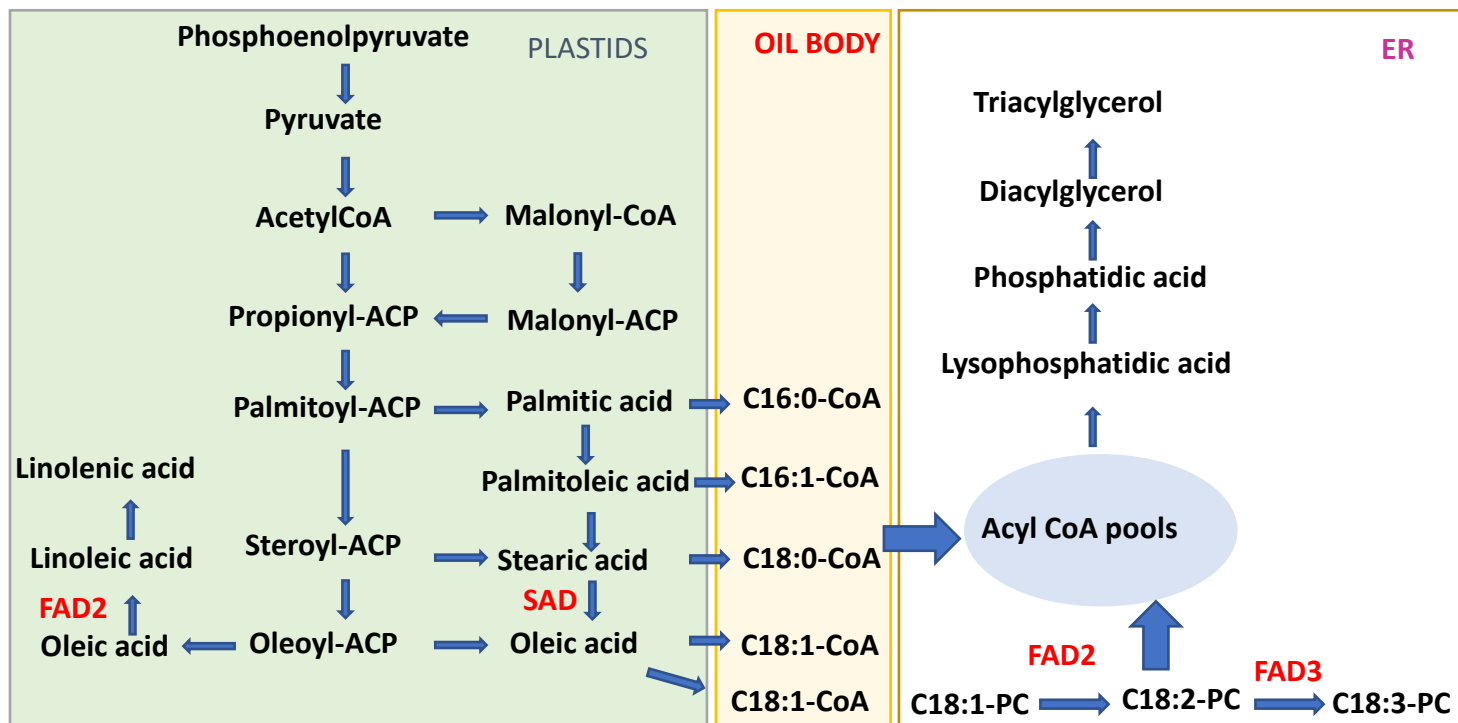 Phosphoenolpyruvate
PLASTIDS
OIL BODY
ER
Pyruvate
Triacylglycerol
AcetylCoA
Malonyl-CoA
Diacylglycerol
Propionyl-ACP
Malonyl-ACP
Phosphatidic acid
Lysophosphatidic acid
Palmitoyl-ACP
Palmitic acid
C16:0-CoA
Linolenic acid
Palmitoleic acid
C16:1-CoA
Linoleic acid
Steroyl-ACP
Stearic acid
C18:0-CoA
Acyl CoA pools
FAD2
SAD
Oleic acid
Oleoyl-ACP
Oleic acid
C18:1-CoA
C18:1-CoA
FAD2
FAD3
C18:1-PC
C18:2-PC
C18:3-PC